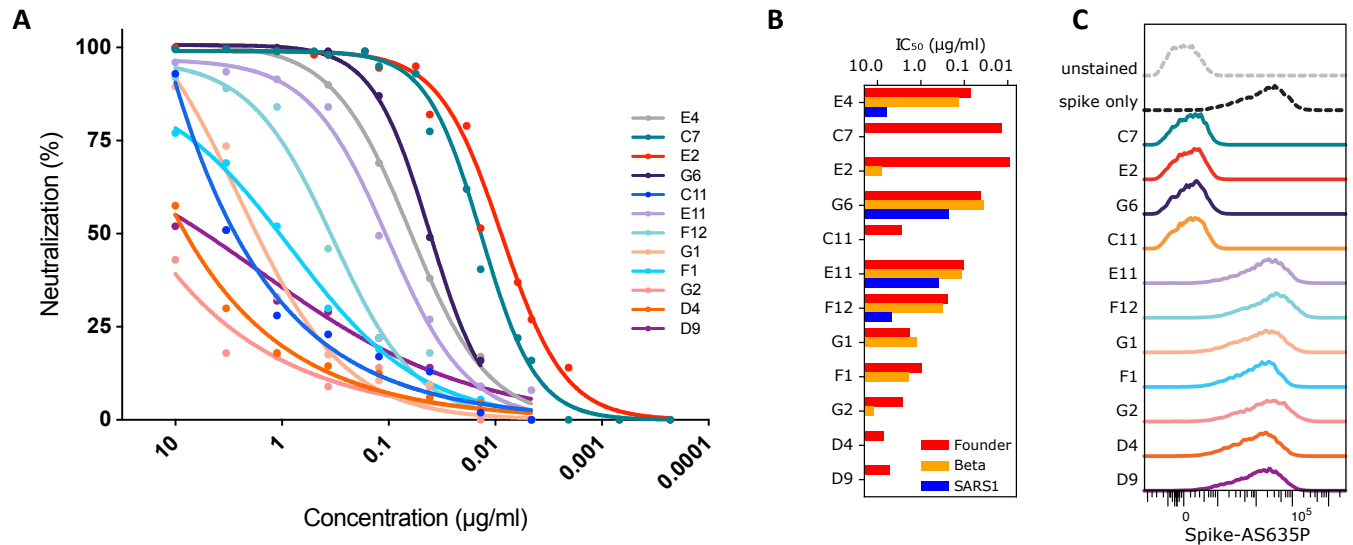 A
Neutralization (%)
100
75
50
25
0
10
1
0.1
0.01
0.001
0.0001
Concentration (µg/ml)
E4
C7
E2
G6
C11
E11
F12
G1
F1
G2
D4
D9
B
IC₅₀ (µg/ml)
10.0 1.0 0.1 0.01
E4
C7
E2
G6
C11
E11
F12
G1
F1
G2
D4
D9
Founder
Beta
SARS1
C
unstained
spike only
C7
E2
G6
C11
E11
F12
G1
F1
G2
D4
D9
0 10⁵
Spike-AS635P